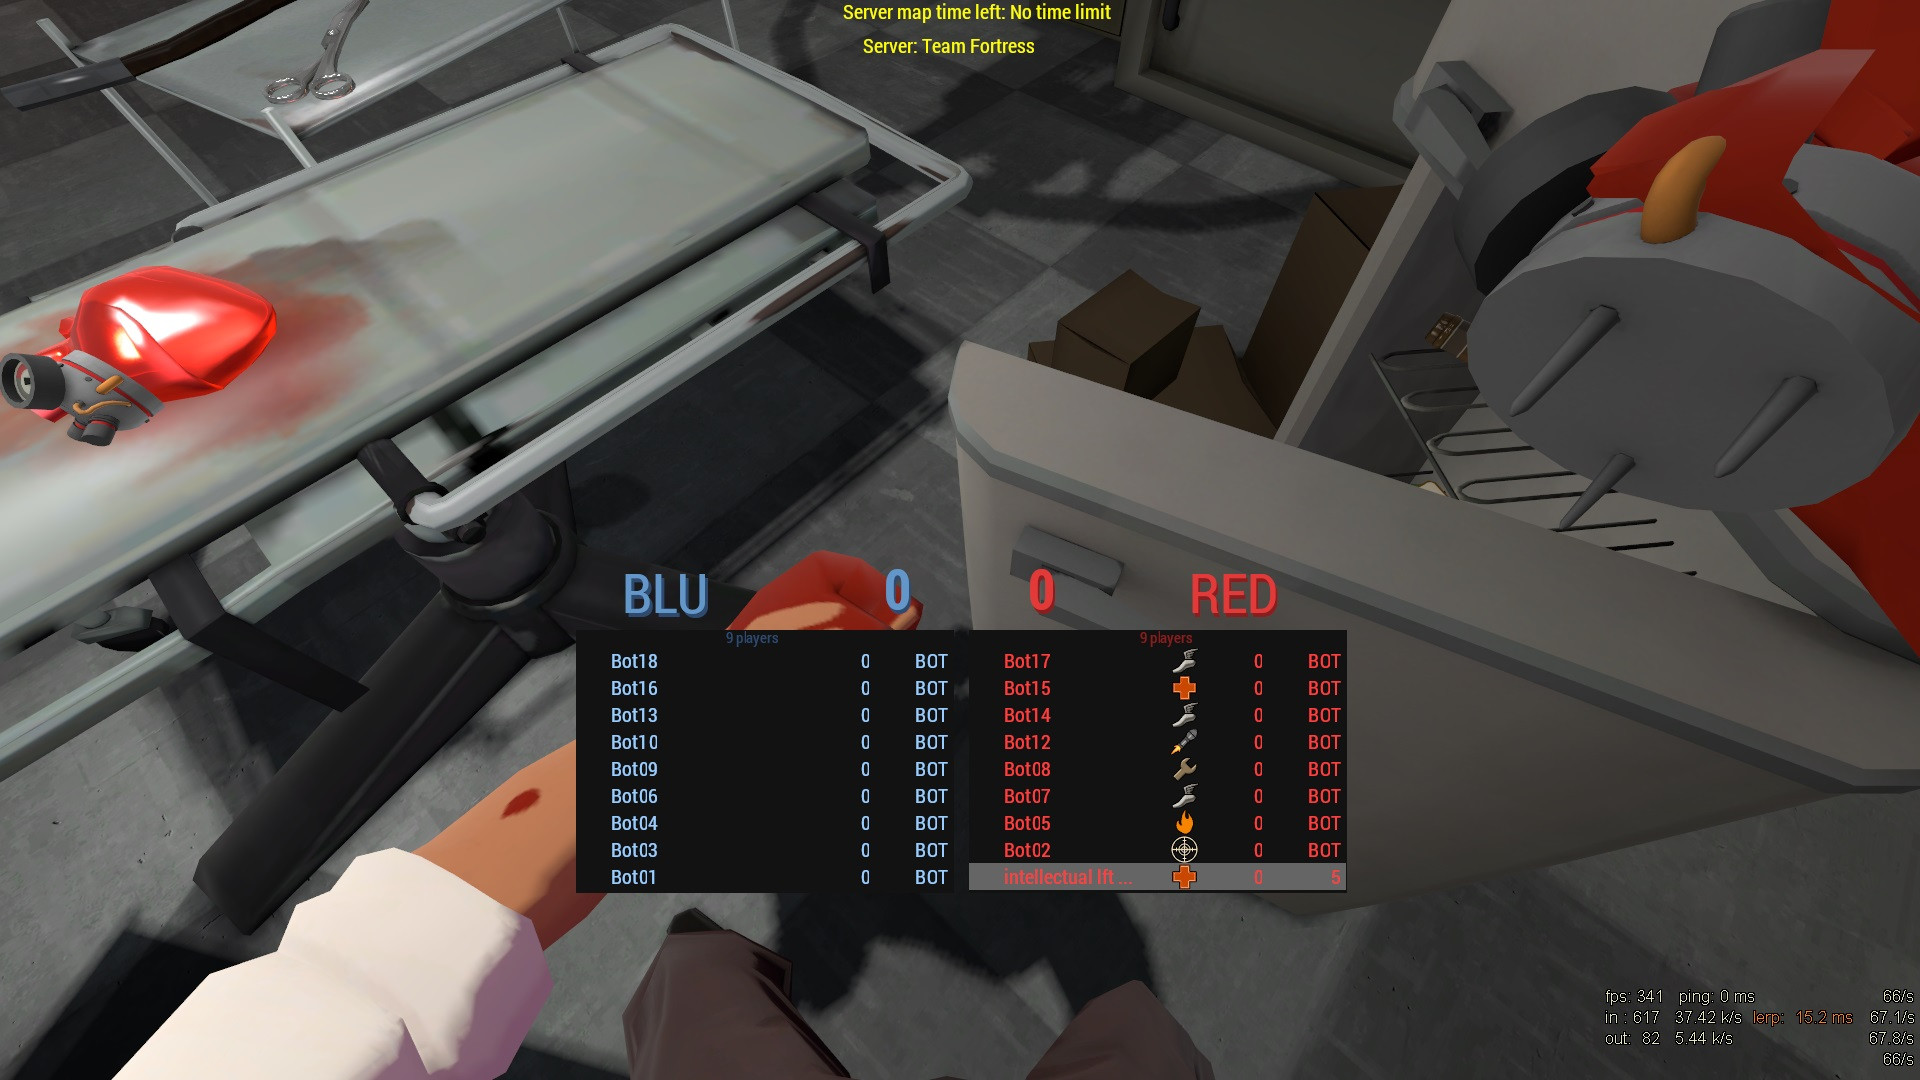 Server map time left: No time limit
Server: Team Fortress
BLU 0 0 RED
9 players 9 players
Bot18 0 BOT Bot17 0 BOT
Bot16 0 BOT Bot15 0 BOT
Bot13 0 BOT Bot14 0 BOT
Bot10 0 BOT Bot12 0 BOT
Bot09 0 BOT Bot08 0 BOT
Bot06 0 BOT Bot07 0 BOT
Bot04 0 BOT Bot05 0 BOT
Bot03 0 BOT Bot02 0 BOT
Bot01 0 BOT intellectual lft ... 0 5
fps: 341 ping: 0 ms 66/s
in : 617 37.42 k/s lerp: 15.2 ms 67.1/s
out: 82 5.44 k/s 67.8/s
66/s